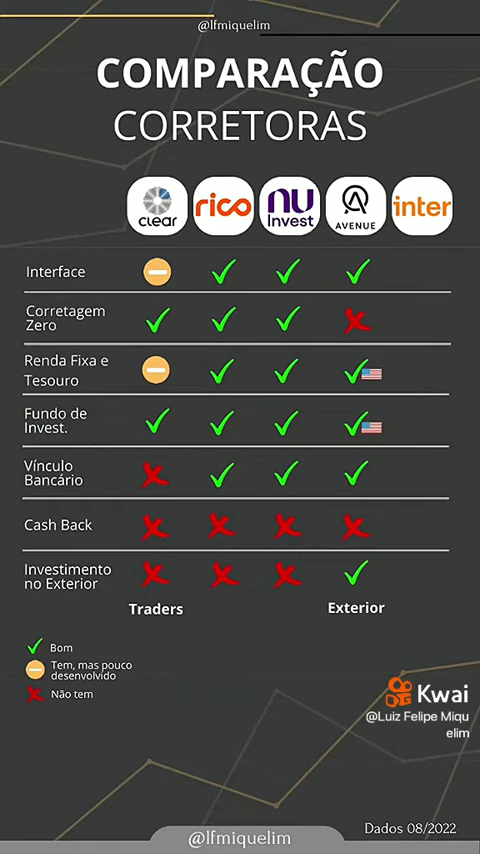 @lfmiquelim
COMPARAÇÃO
CORRETORAS
cLEAR
rico
nu
Invest
AVENUE
inter
Interface
Corretagem
Zero
Renda Fixa e
Tesouro
Fundo de
Invest.
Vínculo
Bancário
Cash Back
Investimento
no Exterior
Traders
Exterior
Bom
Tem, mas pouco
desenvolvido
Não tem
Kwai
@Luiz Felipe Miqu
elim
Dados 08/2022
@lfmiquelim